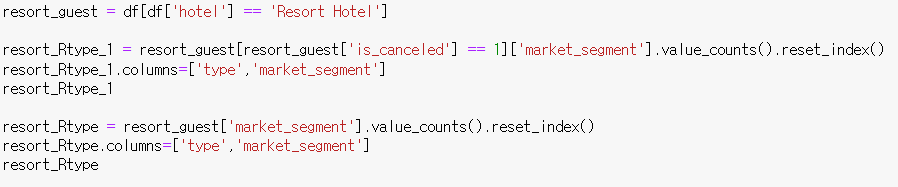 resort_guest = df[df['hotel'] == 'Resort Hotel']
resort_Rtype_1 = resort_guest[resort_guest['is_canceled'] == 1]['market_segment'].value_counts().reset_index()
resort_Rtype_1.columns=['type','market_segment']
resort_Rtype_1
resort_Rtype = resort_guest['market_segment'].value_counts().reset_index()
resort_Rtype.columns=['type','market_segment']
resort_Rtype